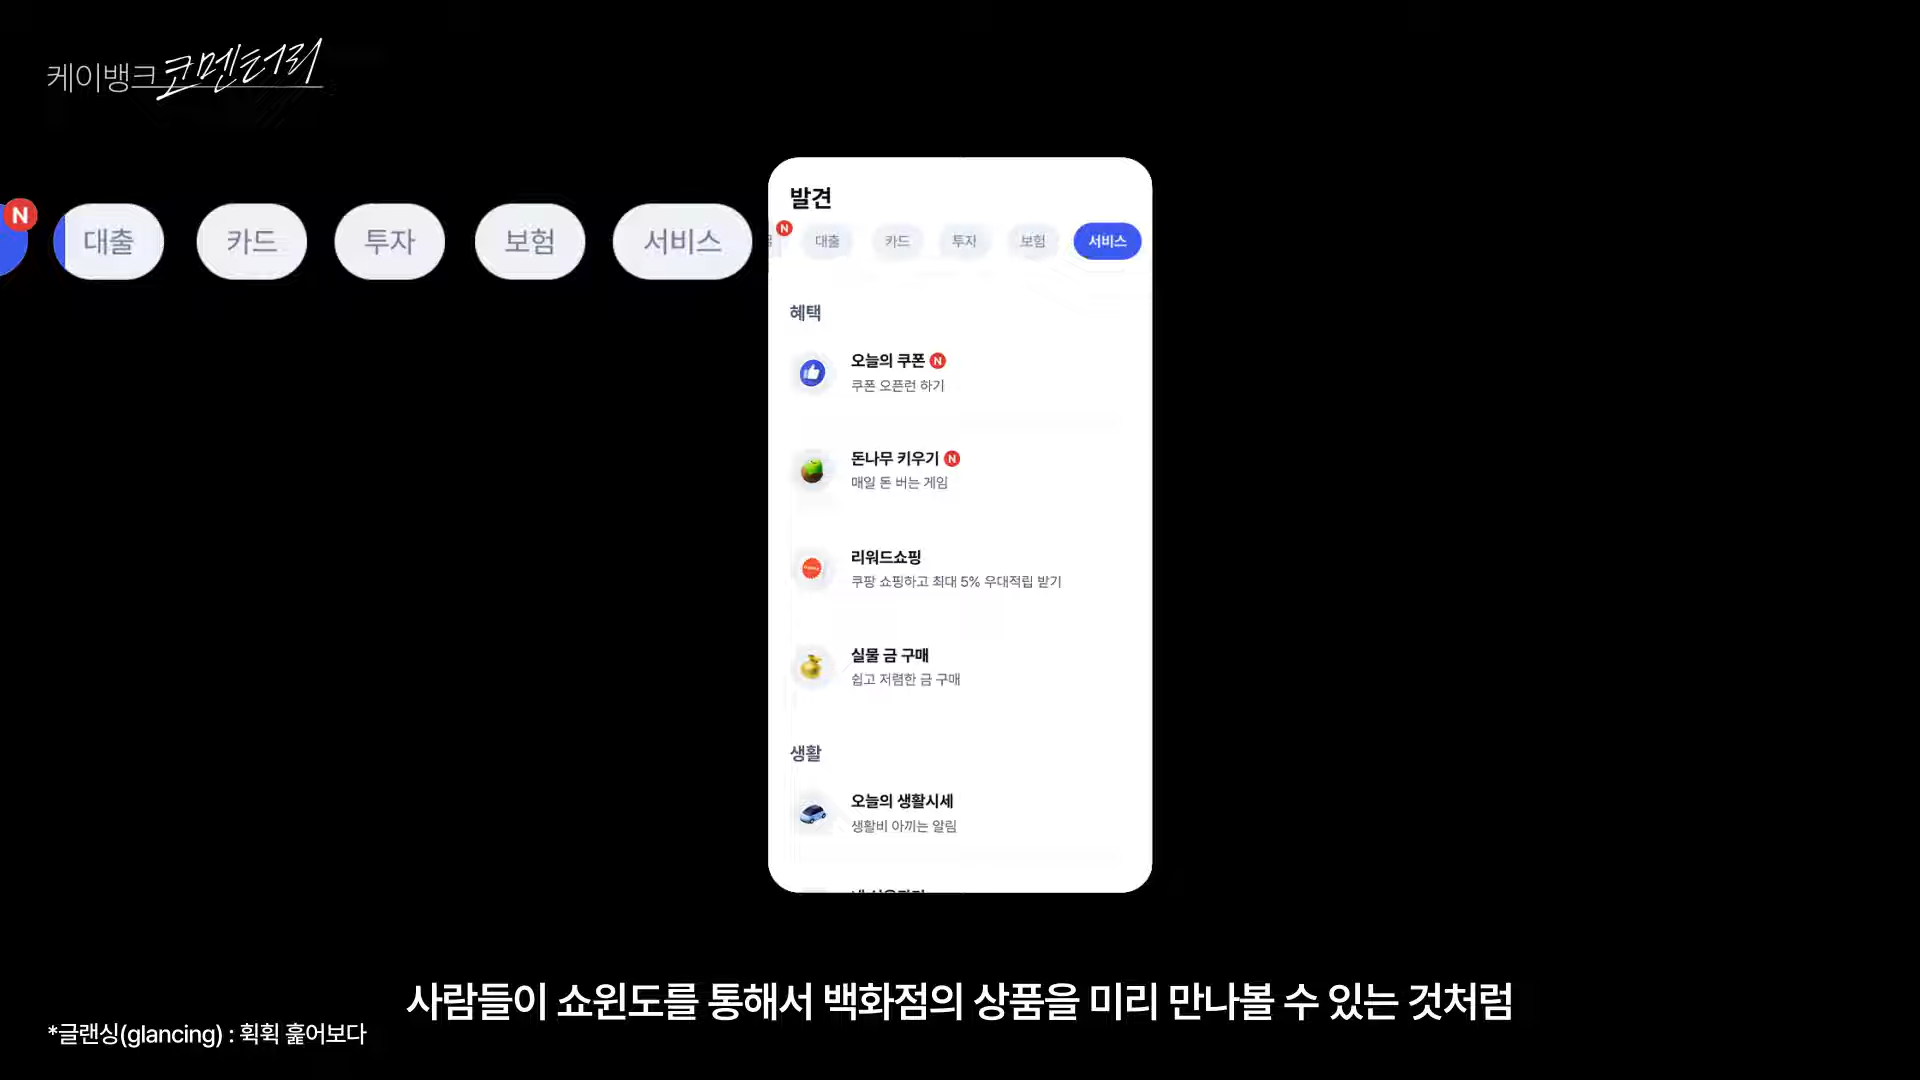 케이뱅크 코멘터리
N
대출 카드 투자 보험 서비스
발견
N
대출 카드 투자 보험 서비스
혜택
오늘의 쿠폰 N
쿠폰 오픈런 하기
돈나무 키우기 N
매일 돈 버는 게임
리워드쇼핑
쿠팡 쇼핑하고 최대 5% 우대적립 받기
실물 금 구매
쉽고 저렴한 금 구매
생활
오늘의 생활시세
생활비 아끼는 알림
사람들이 쇼윈도를 통해서 백화점의 상품을 미리 만나볼 수 있는 것처럼
*글랜싱(glancing) : 휙휙 훑어보다